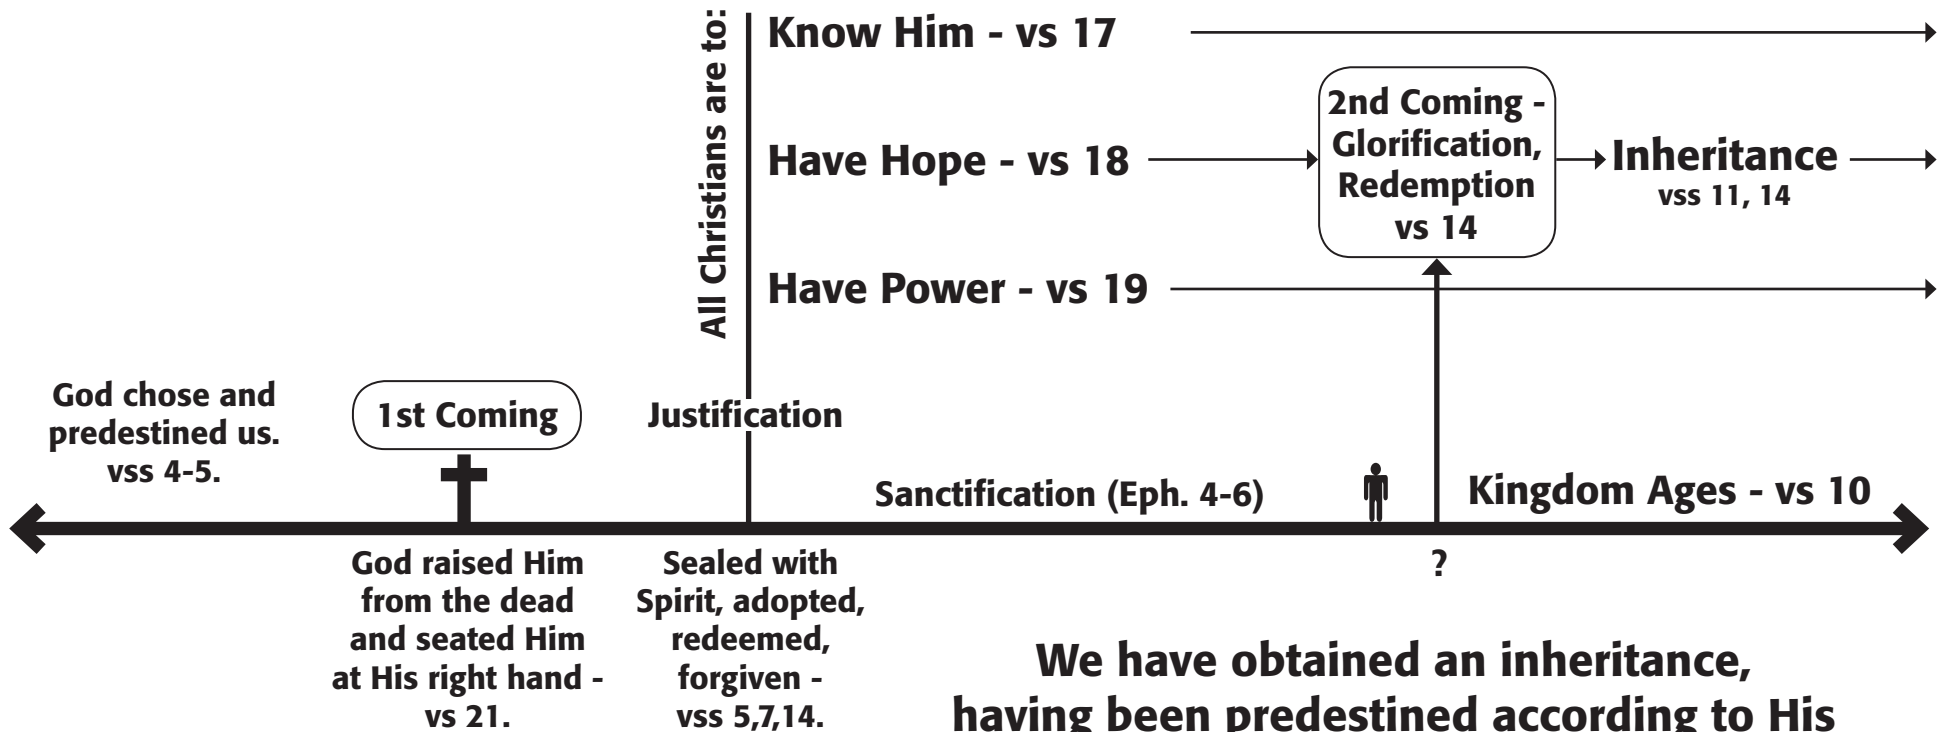 All Christians are to:
Know Him - vs 17
Have Hope - vs 18
Have Power - vs 19
2nd Coming -
Glorification,
Redemption
vs 14
Inheritance
vss 11, 14
God chose and
predestined us.
vss 4-5.
1st Coming
Justification
Sanctification (Eph. 4-6)
Kingdom Ages - vs 10
God raised Him
from the dead
and seated Him
at His right hand -
vs 21.
Sealed with
Spirit, adopted,
redeemed,
forgiven -
vss 5,7,14.
?
We have obtained an inheritance,
having been predestined according to His